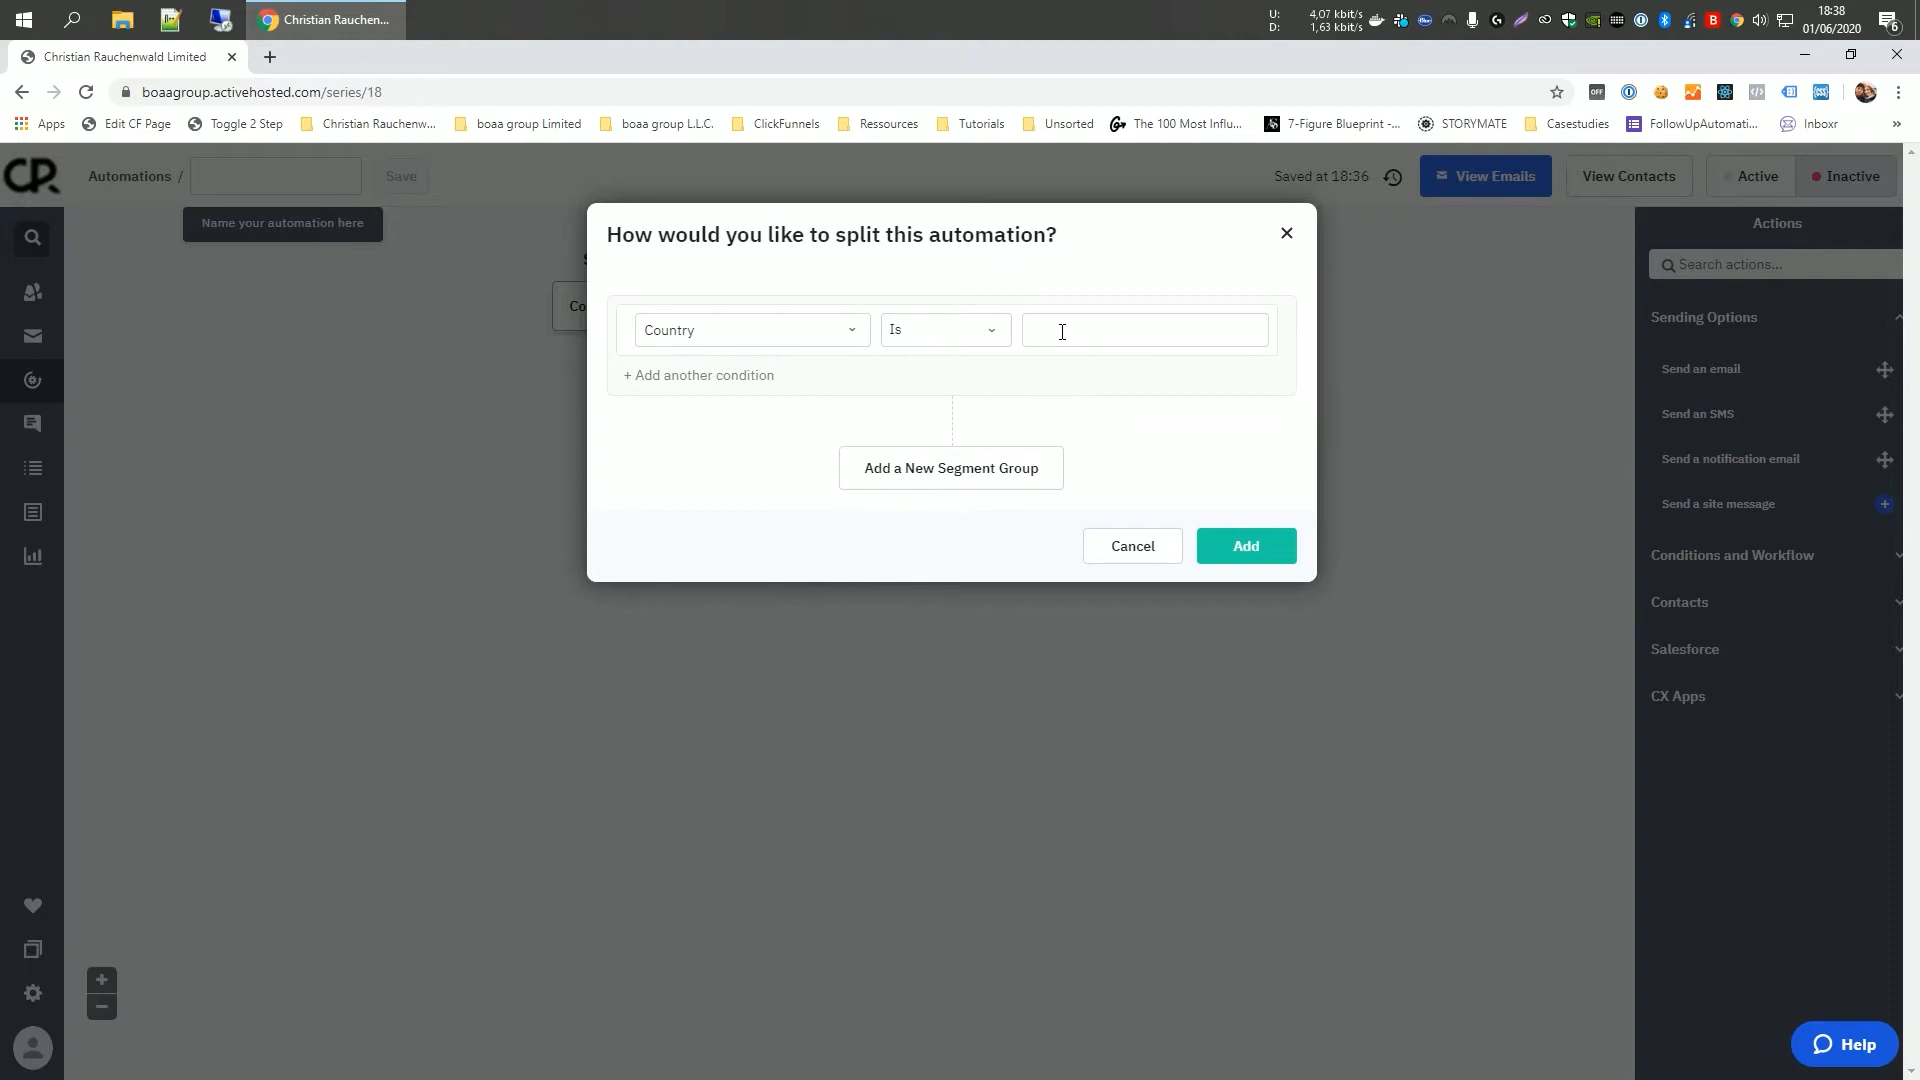 Christian Rauchen...
U: 4,07 kbit/s
D: 1,63 kbit/s
18:38
01/06/2020
6
Christian Rauchenwald Limited
boaagroup.activehosted.com/series/18
OFF
Apps
Edit CF Page
Toggle 2 Step
Christian Rauchenw...
boaa group Limited
boaa group L.L.C.
ClickFunnels
Ressources
Tutorials
Unsorted
The 100 Most Influ...
7-Figure Blueprint -...
STORYMATE
Casestudies
FollowUpAutomati...
Inboxr
»
CR
Automations /
Save
Saved at 18:36
View Emails
View Contacts
Active
Inactive
Name your automation here
How would you like to split this automation?
Co
Country
Is
+ Add another condition
Add a New Segment Group
Cancel
Add
Actions
Search actions...
Sending Options
Send an email
Send an SMS
Send a notification email
Send a site message
Conditions and Workflow
Contacts
Salesforce
CX Apps
Help